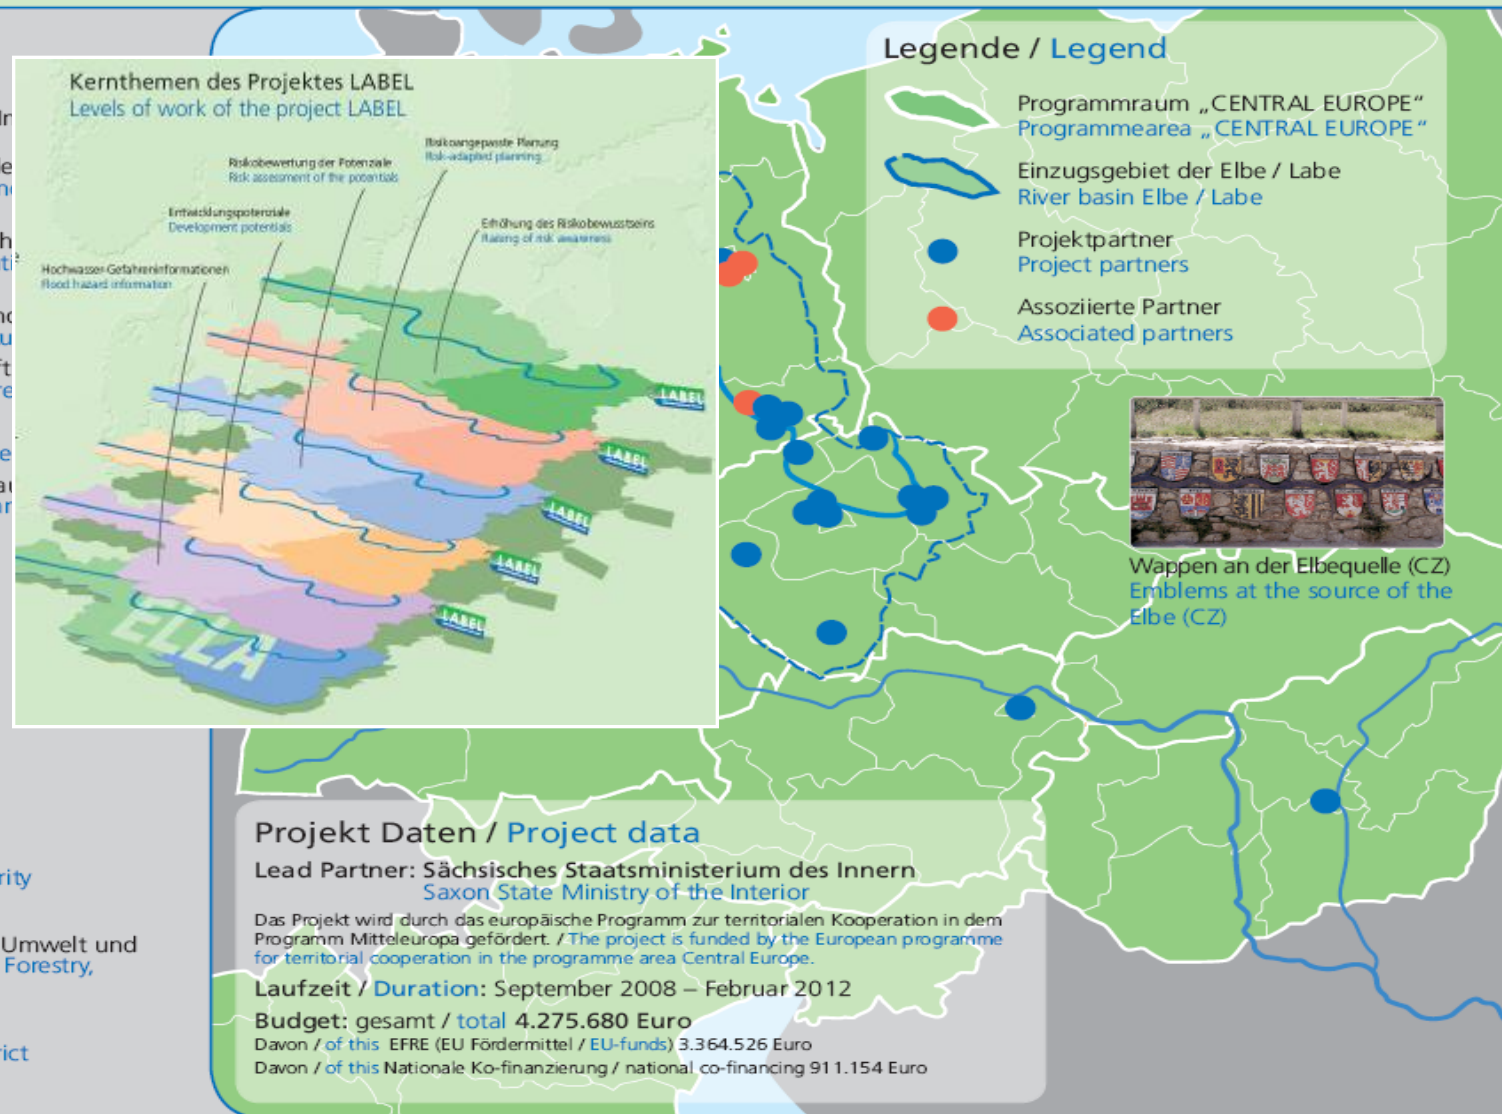 Kernthemen des Projektes LABEL
Levels of work of the project LABEL
Risikoangepasste Planung
Risk-adapted planning
Risikobewertung der Potenziale
Risk assessment of the potentials
Entwicklungspotenziale
Development potentials
Erhöhung des Risikobewusstseins
Raising of risk awareness
Hochwasser-Gefahreninformationen
Flood hazard information
LABEL
LABEL
LABEL
LABEL
LABEL
ELLA
Legende / Legend
Programmraum „CENTRAL EUROPE“
Programmearea „CENTRAL EUROPE“
Einzugsgebiet der Elbe / Labe
River basin Elbe / Labe
Projektpartner
Project partners
Assoziierte Partner
Associated partners
Wappen an der Elbequelle (CZ)
Emblems at the source of the
Elbe (CZ)
rity
Umwelt und
Forestry,
rict
Projekt Daten / Project data
Lead Partner: Sächsisches Staatsministerium des Innern
Saxon State Ministry of the Interior
Das Projekt wird durch das europäische Programm zur territorialen Kooperation in dem
Programm Mitteleuropa gefördert. / The project is funded by the European programme
for territorial cooperation in the programme area Central Europe.
Laufzeit / Duration: September 2008 – Februar 2012
Budget: gesamt / total 4.275.680 Euro
Davon / of this EFRE (EU Fördermittel / EU-funds) 3.364.526 Euro
Davon / of this Nationale Ko-finanzierung / national co-financing 911.154 Euro